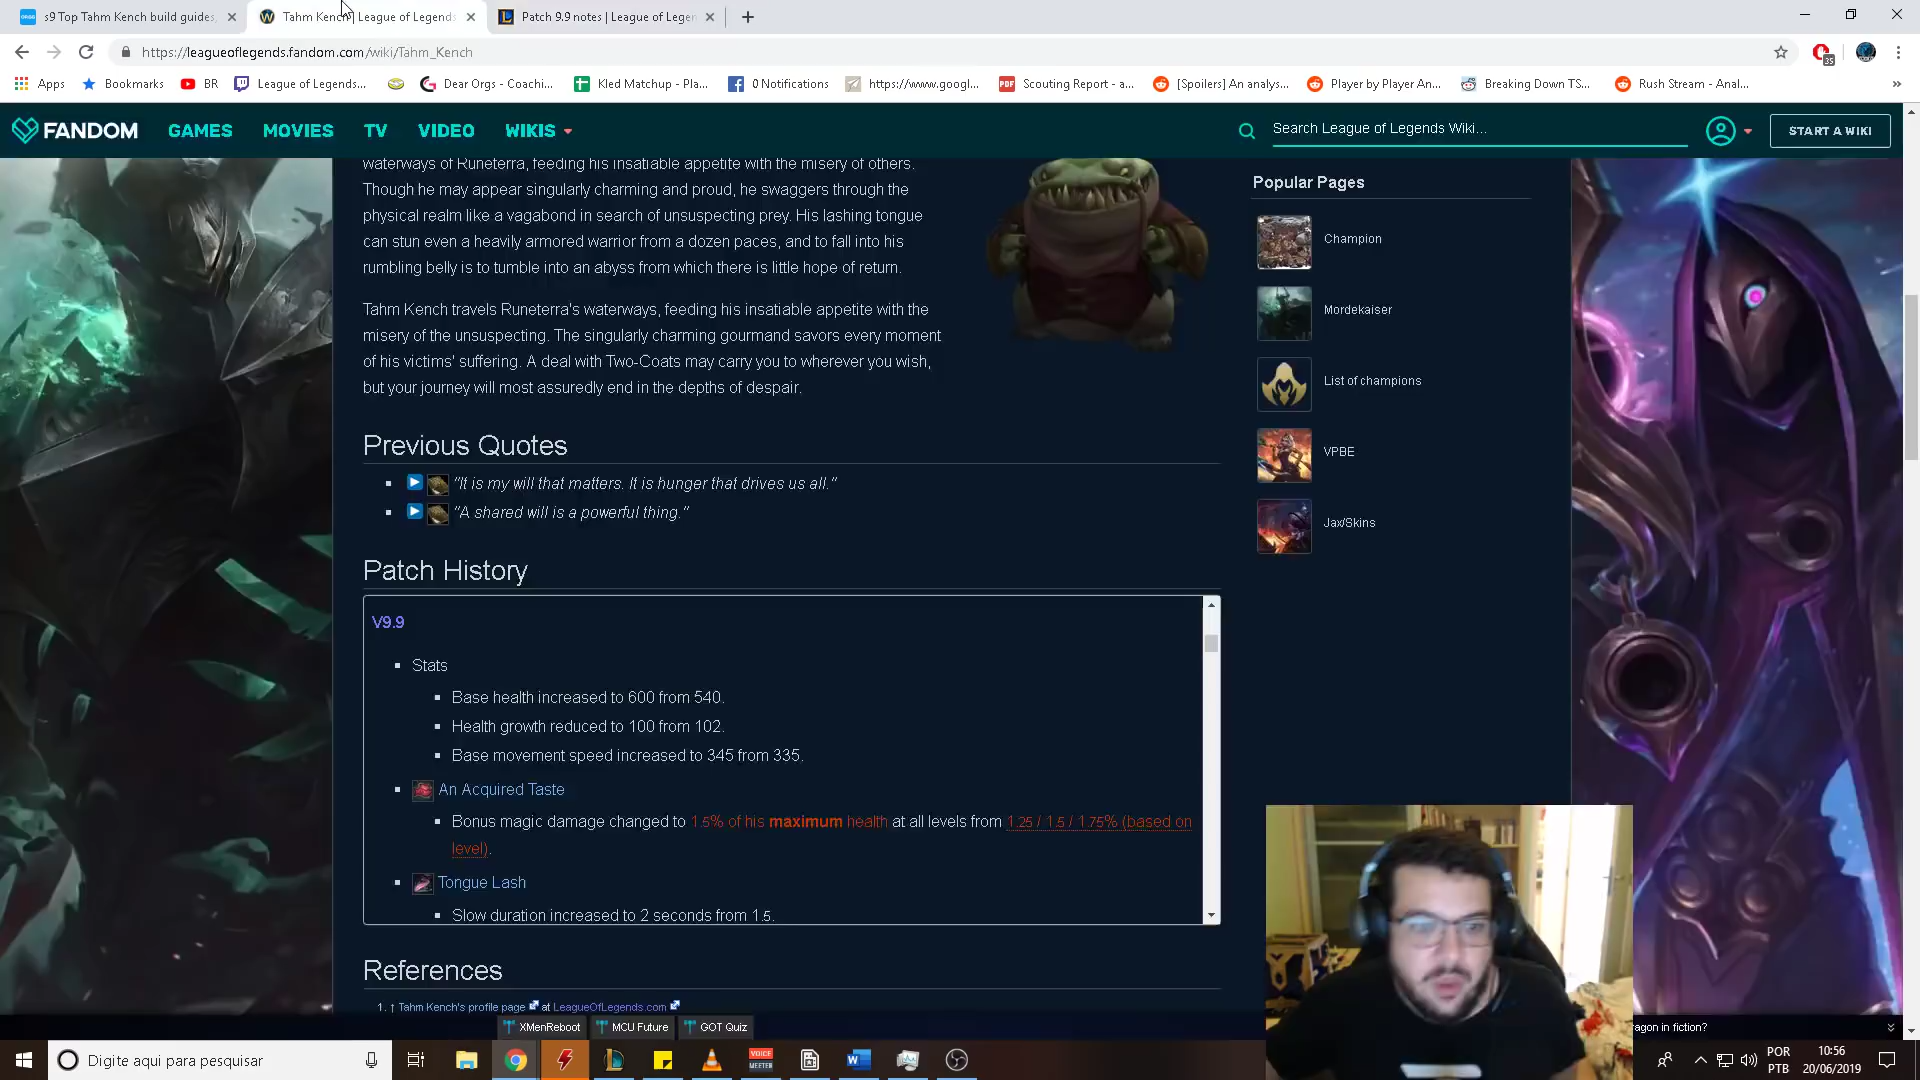 s9 Top Tahm Kench build guides,
Tahm Kench | League of Legends
Patch 9.9 notes | League of Legen
https://leagueoflegends.fandom.com/wiki/Tahm_Kench
35
Apps
Bookmarks
BR
League of Legends...
Dear Orgs - Coachi...
Kled Matchup - Pla...
0 Notifications
https://www.googl...
PDF
Scouting Report - a...
[Spoilers] An analys...
Player by Player An...
Breaking Down TS...
Rush Stream - Anal...
FANDOM
GAMES
MOVIES
TV
VIDEO
WIKIS
Search League of Legends Wiki...
START A WIKI
waterways of Runeterra, feeding his insatiable appetite with the misery of others.
Though he may appear singularly charming and proud, he swaggers through the
physical realm like a vagabond in search of unsuspecting prey. His lashing tongue
can stun even a heavily armored warrior from a dozen paces, and to fall into his
rumbling belly is to tumble into an abyss from which there is little hope of return.
Tahm Kench travels Runeterra's waterways, feeding his insatiable appetite with the
misery of the unsuspecting. The singularly charming gourmand savors every moment
of his victims' suffering. A deal with Two-Coats may carry you to wherever you wish,
but your journey will most assuredly end in the depths of despair.
Popular Pages
Champion
Mordekaiser
List of champions
VPBE
Jax/Skins
Previous Quotes
"It is my will that matters. It is hunger that drives us all."
"A shared will is a powerful thing."
Patch History
V9.9
Stats
Base health increased to 600 from 540.
Health growth reduced to 100 from 102.
Base movement speed increased to 345 from 335.
An Acquired Taste
Bonus magic damage changed to 1.5% of his maximum health at all levels from 1.25 / 1.5 / 1.75% (based on
level).
Tongue Lash
Slow duration increased to 2 seconds from 1.5.
References
1. ↑ Tahm Kench's profile page at LeagueOfLegends.com
XMenReboot
MCU Future
GOT Quiz
ragon in fiction?
Digite aqui para pesquisar
VOICE
MEETER
POR
PTB
10:56
20/06/2019